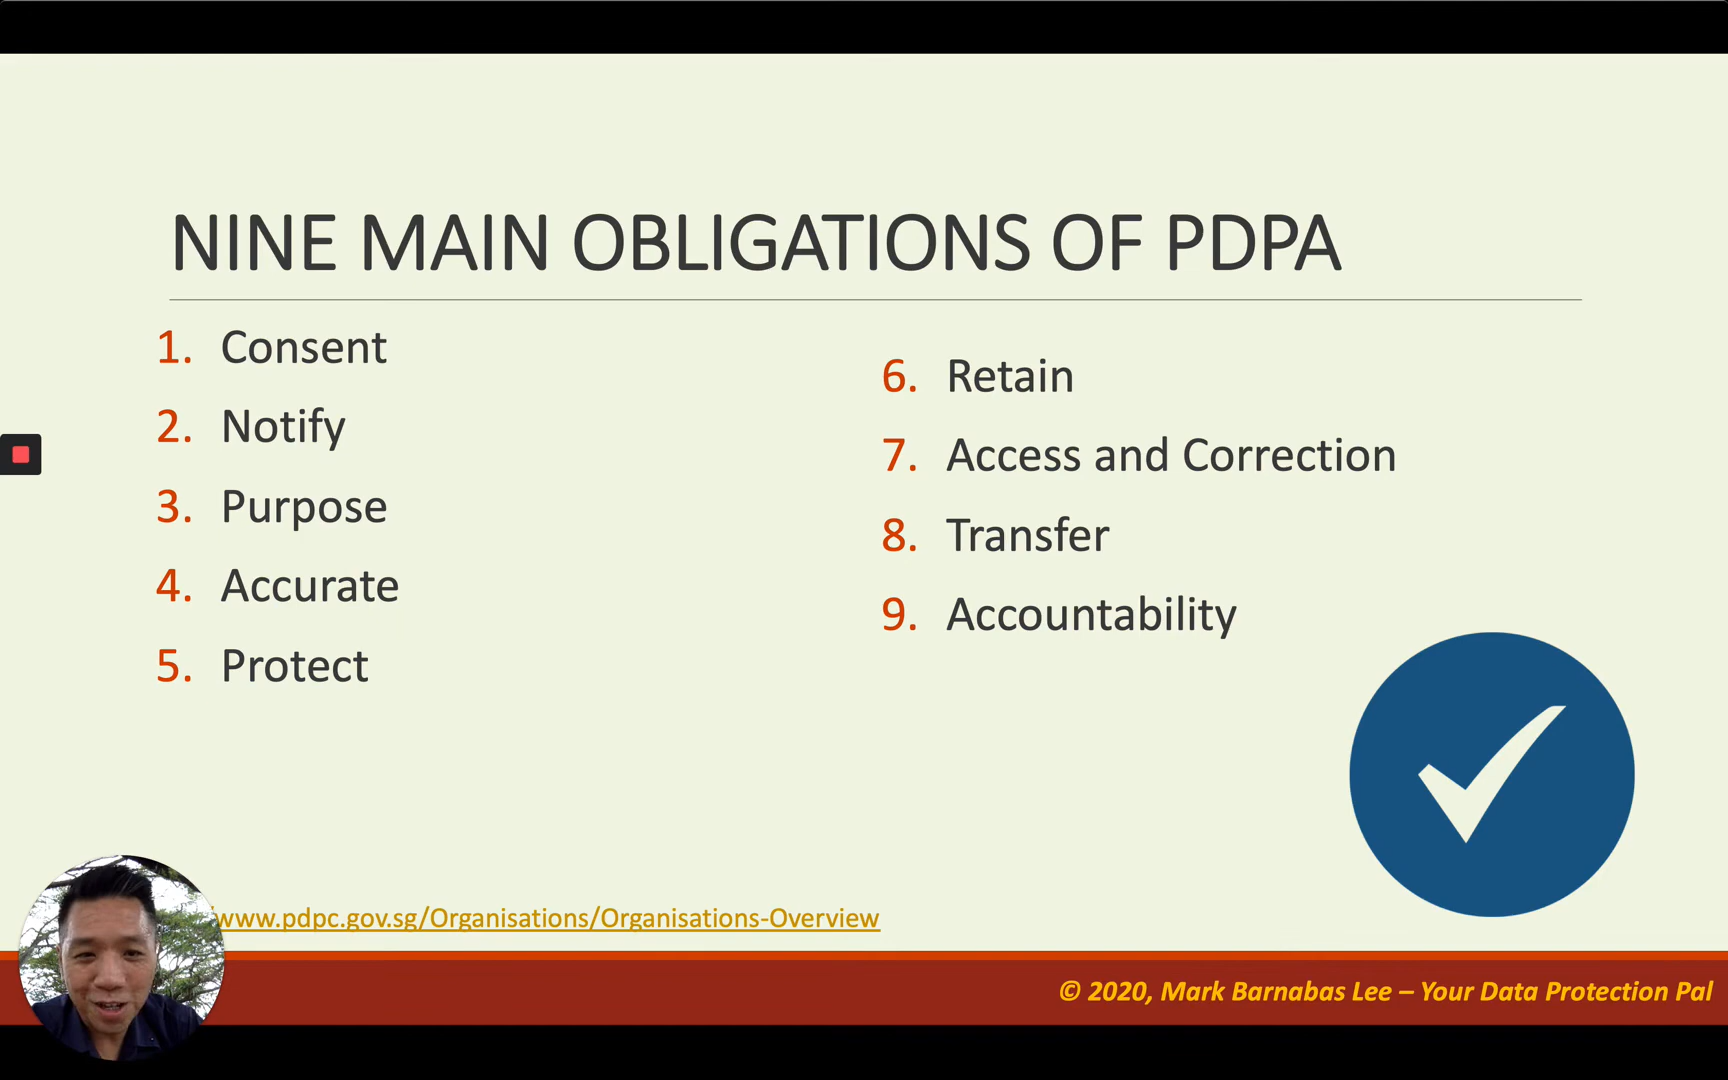 NINE MAIN OBLIGATIONS OF PDPA
1. Consent
2. Notify
3. Purpose
4. Accurate
5. Protect
6. Retain
7. Access and Correction
8. Transfer
9. Accountability
www.pdpc.gov.sg/Organisations/Organisations-Overview
© 2020, Mark Barnabas Lee – Your Data Protection Pal